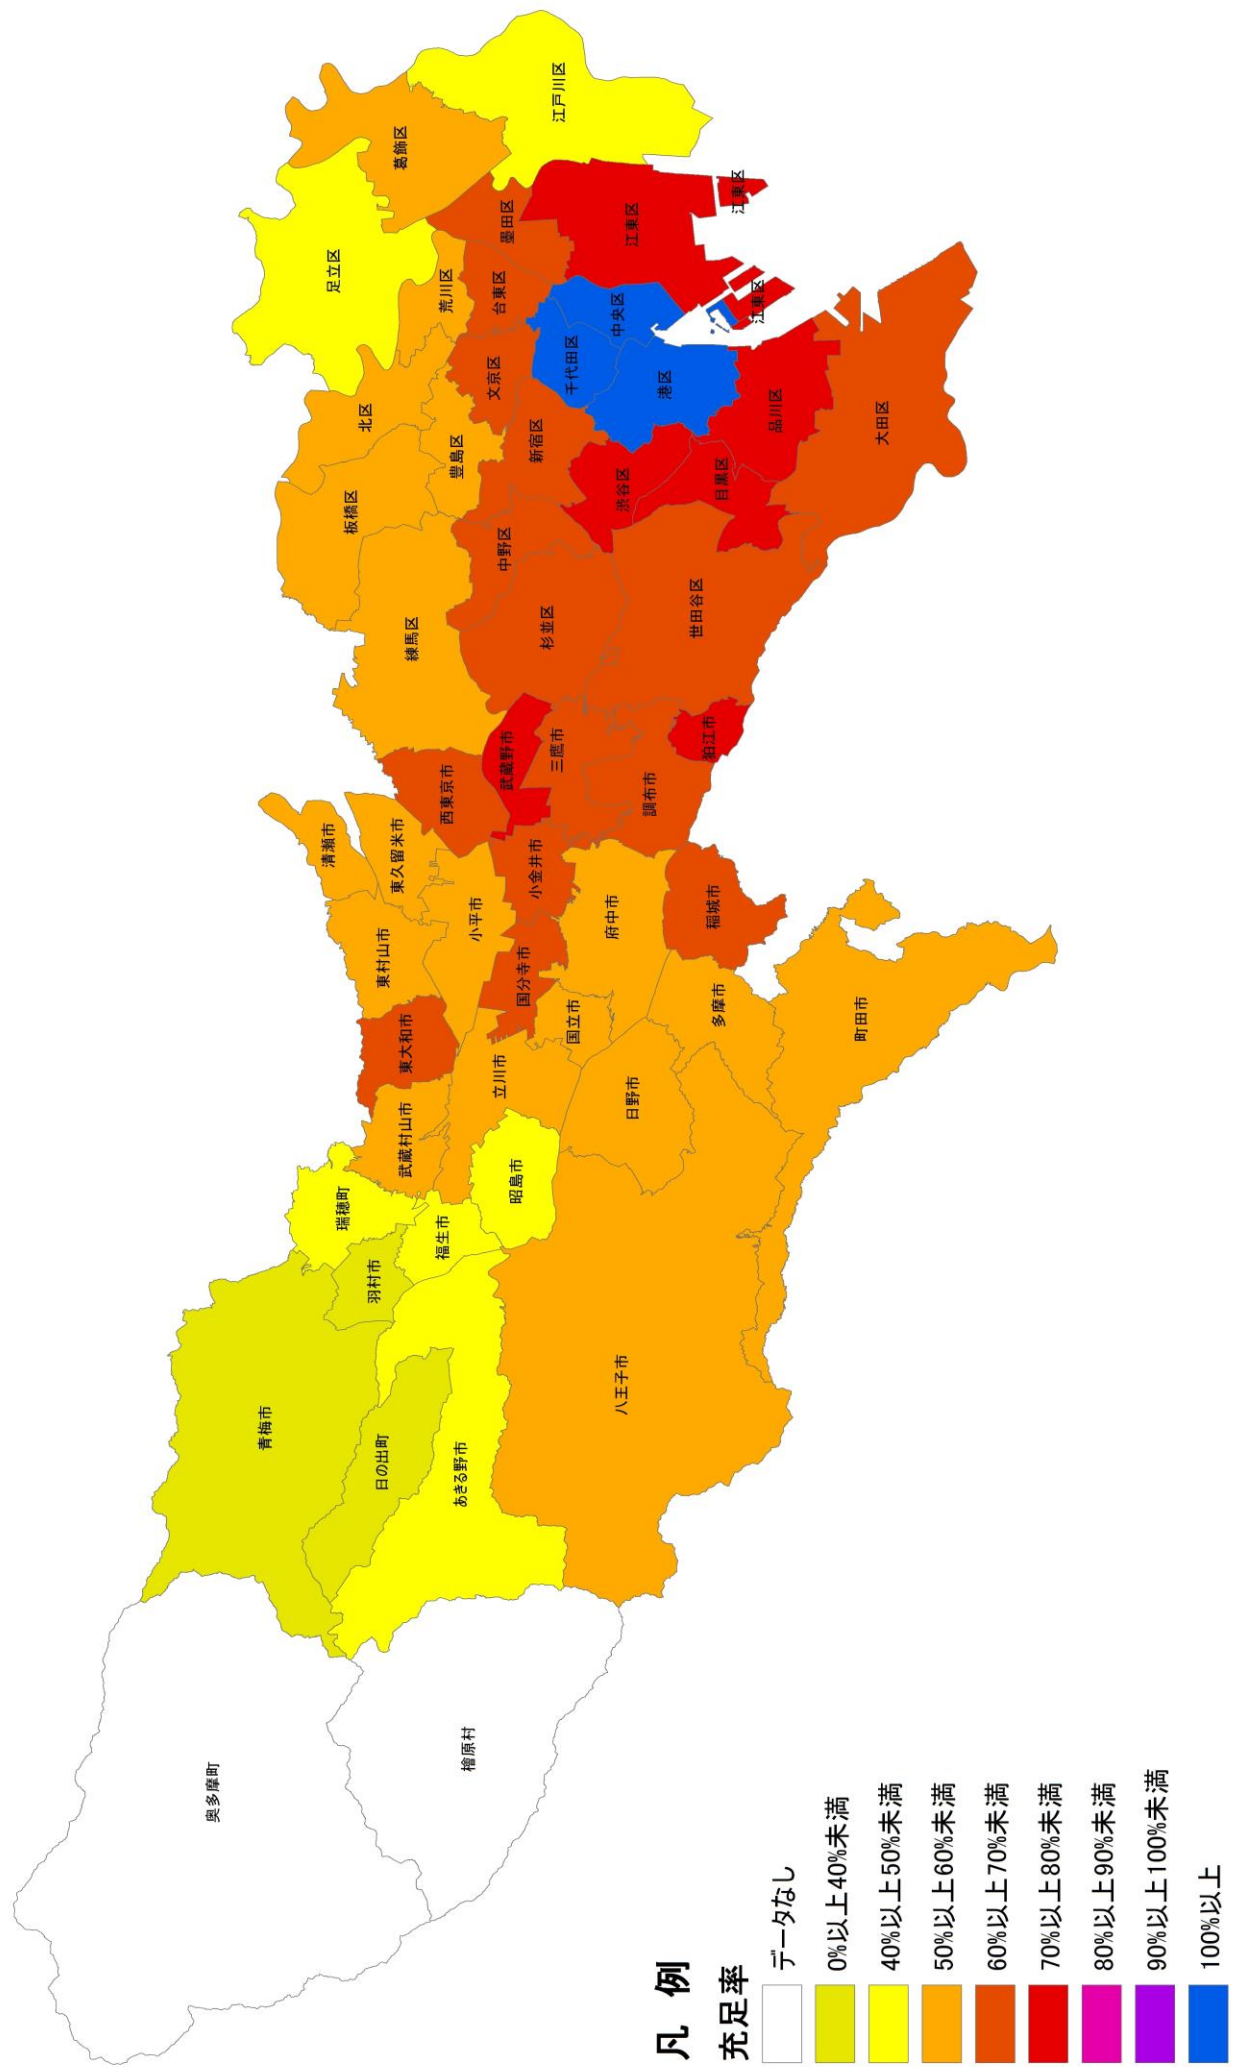 奥多摩町
檜原村
青梅市
日の出町
あきる野市
羽村市
瑞穂町
福生市
昭島市
八王子市
武蔵村山市
東大和市
立川市
日野市
国立市
国分寺市
東村山市
小平市
府中市
多摩市
町田市
稲城市
小金井市
清瀬市
東久留米市
西東京市
武蔵野市
三鷹市
調布市
狛江市
練馬区
杉並区
世田谷区
中野区
板橋区
北区
豊島区
新宿区
渋谷区
目黒区
品川区
大田区
文京区
千代田区
港区
中央区
台東区
荒川区
足立区
墨田区
葛飾区
江東区
江東区
江東区
江戸川区
凡 例
充足率
データなし
0%以上40%未満
40%以上50%未満
50%以上60%未満
60%以上70%未満
70%以上80%未満
80%以上90%未満
90%以上100%未満
100%以上